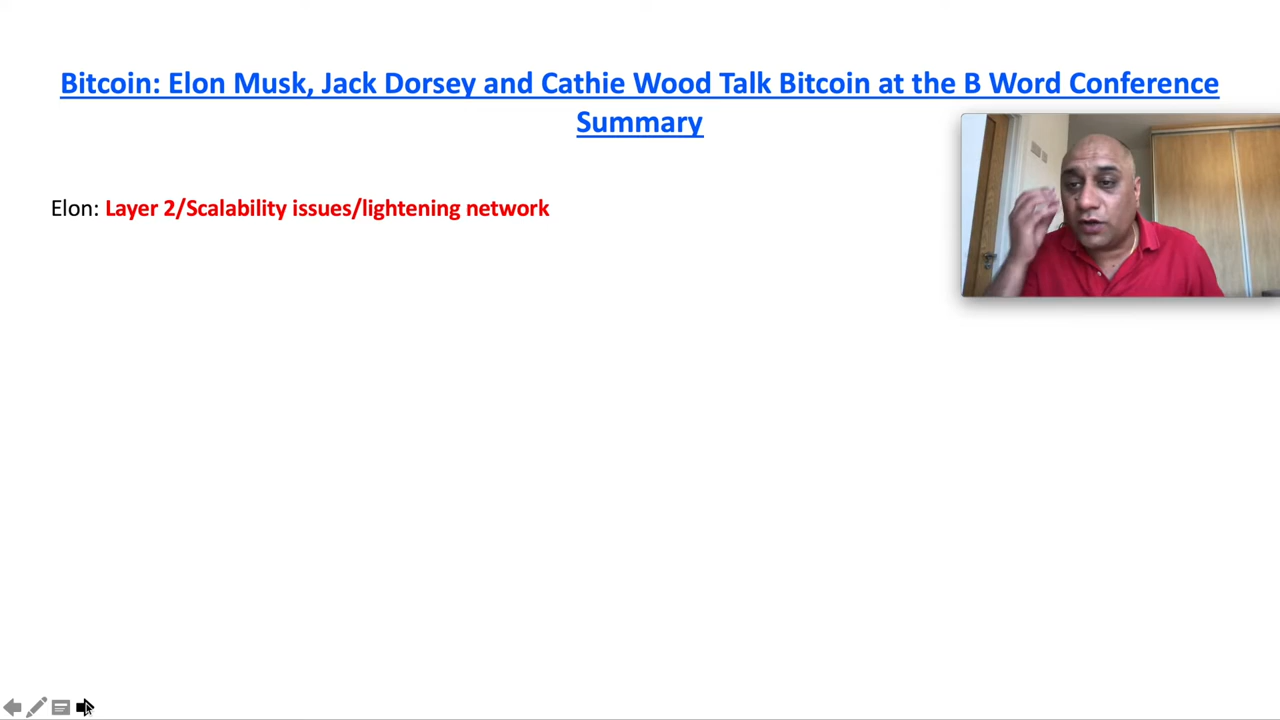 Bitcoin: Elon Musk, Jack Dorsey and Cathie Wood Talk Bitcoin at the B Word Conference
Summary
Elon: Layer 2/Scalability issues/lightening network